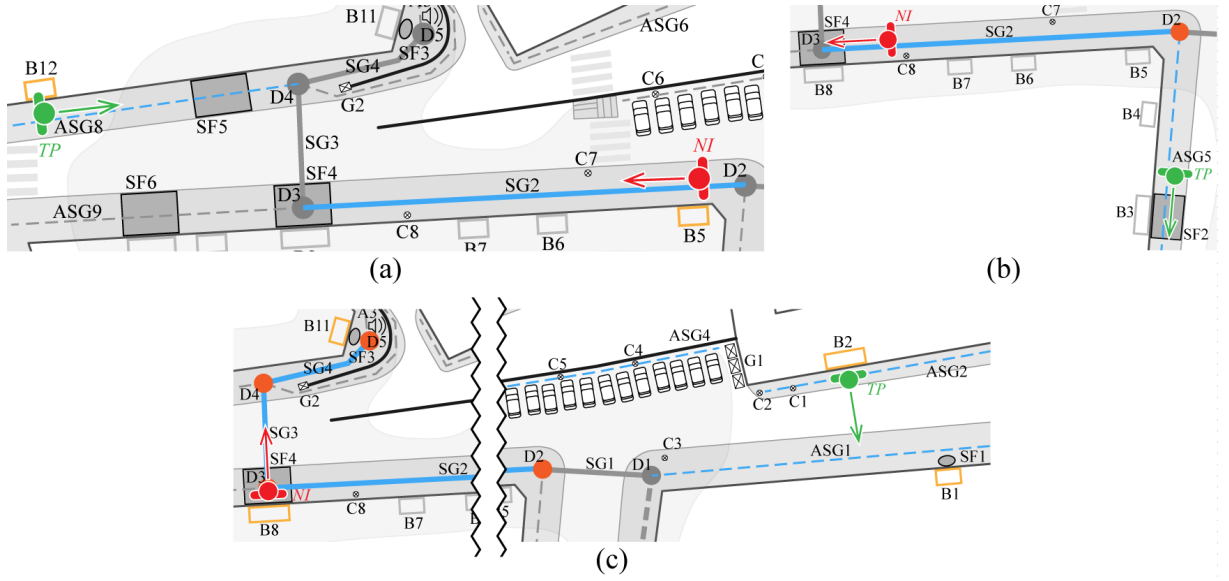 B11
D5
SF3
SG4
ASG6
C7
SF4
D2
NI
D3
SG2
B12
D4
G2
C6
C
C8
B8
B7
B6
B5
ASG8
SF5
TP
SG3
B4
ASG5
TP
SF6
C7
NI
SF4
D2
D3
SG2
ASG9
B3
SF2
C8
B7
B6
B5
(a)
(b)
B11
A3
D5
SF3
SG4
D4
G2
C5
C4
ASG4
G1
B2
C2
C1
TP
ASG2
SG3
SF4
D3
NI
SG2
D2
SG1
D1
C3
ASG1
SF1
B8
C8
B7
B1
(c)